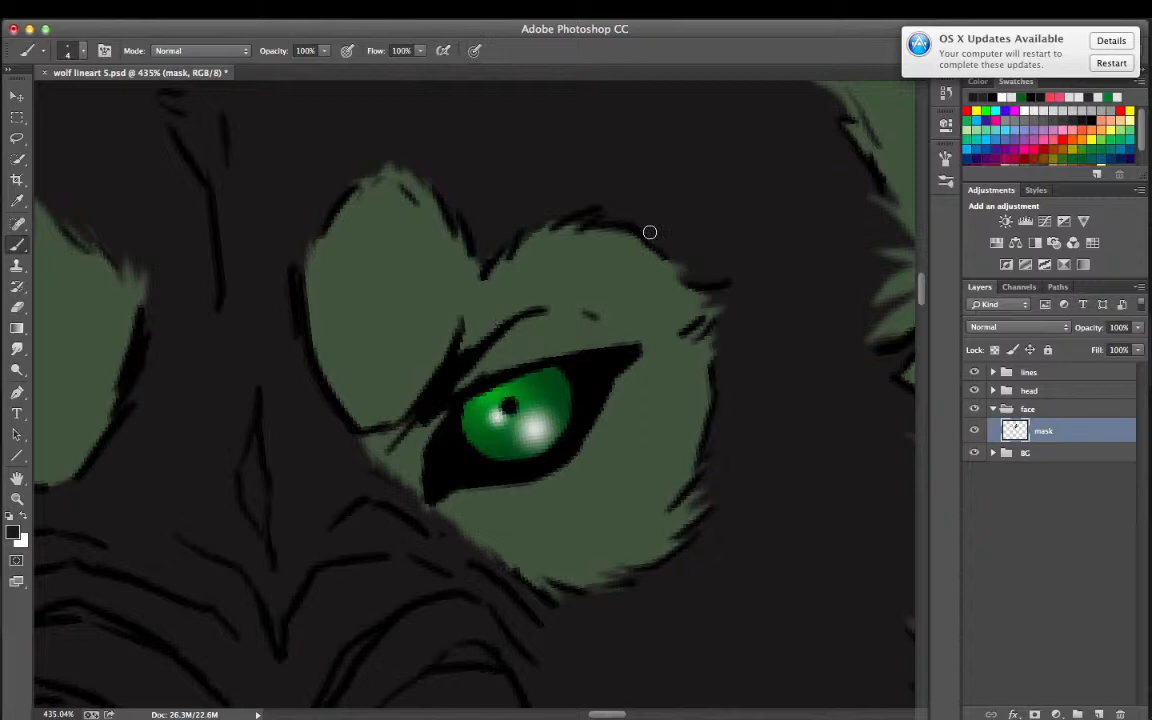 Adobe Photoshop CC
OS X Updates Available
Your computer will restart to complete these updates.
Details
Restart
4
Mode: Normal
Opacity: 100%
Flow: 100%
wolf lineart 5.psd @ 435% (mask, RGB/8) *
Color
Swatches
Adjustments
Styles
Add an adjustment
Layers
Channels
Paths
Kind
Normal
Opacity: 100%
Lock:
Fill: 100%
lines
head
face
mask
BG
435.04%
Doc: 26.3M/22.6M
fx